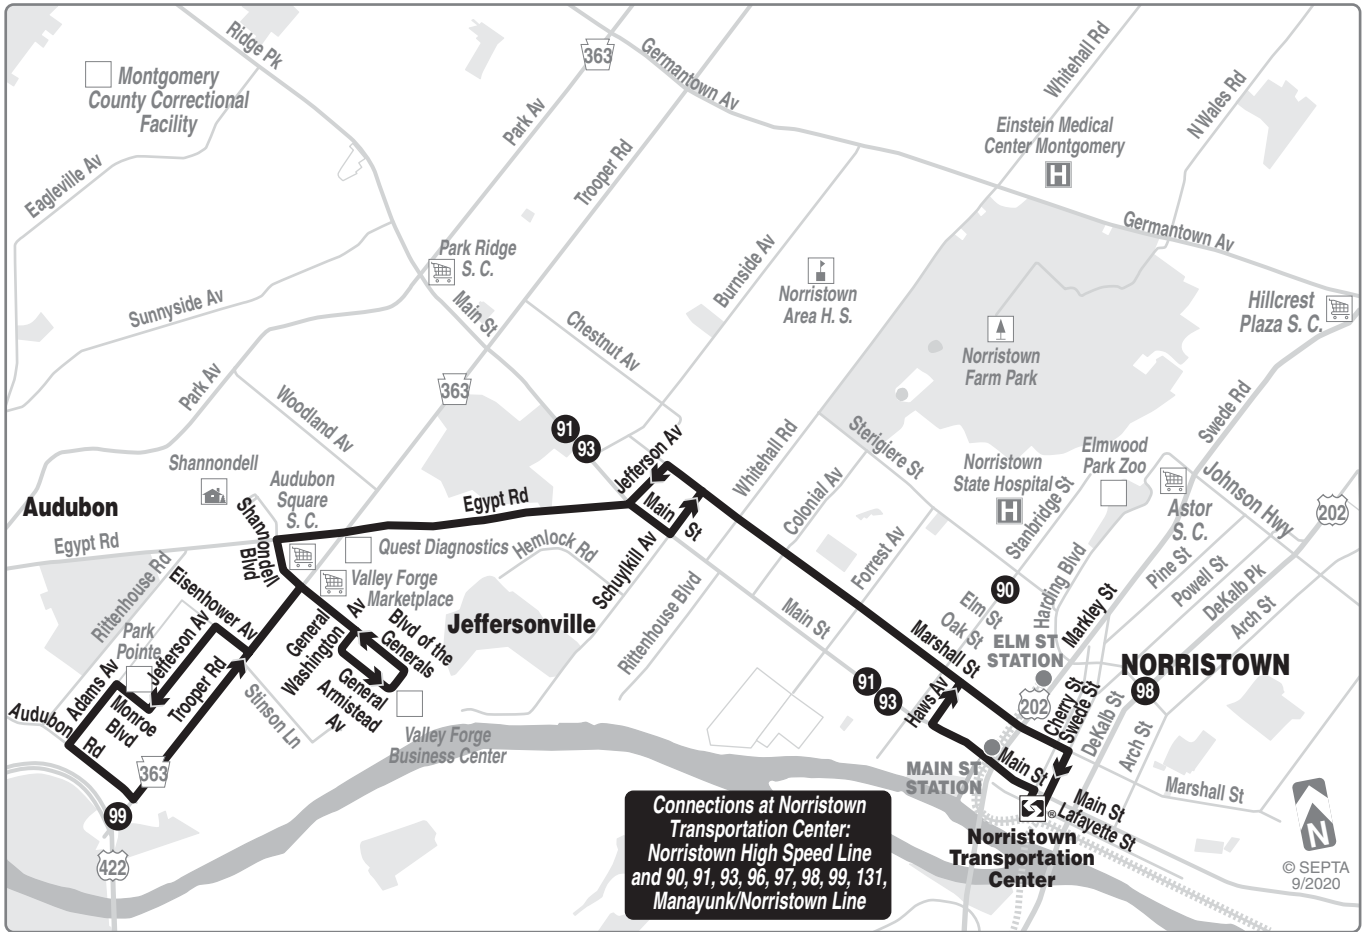 Ridge Pk
363
Germantown Av
Whitehall Rd
N Wales Rd
Montgomery
County Correctional
Facility
Park Av
Trooper Rd
Einstein Medical
Center Montgomery
H
Eagleville Av
Germantown Av
Park Ridge
S. C.
Burnside Av
Norristown
Area H. S.
Hillcrest
Plaza S. C.
Sunnyside Av
Main St
Chestnut Av
Norristown
Farm Park
Park Av
363
Woodland Av
Swede Rd
91
93
Jefferson Av
Whitehall Rd
Sterigiere St
Elmwood
Park Zoo
Shannondell
Audubon
Square
S. C.
Norristown
State Hospital
H
Stanbridge St
Johnson Hwy
Astor
S. C.
202
Audubon
Egypt Rd
Main St
Colonial Av
Egypt Rd
Shannondell
Blvd
Quest Diagnostics
Hemlock Rd
Forrest Av
Pine St
Powell St
DeKalb Pk
Arch St
Rittenhouse Rd
Eisenhower Av
Valley Forge
Marketplace
Schuylkill Av
Rittenhouse Blvd
Main St
90
Harding Blvd
Markley St
Elm St
Oak St
Park
Pointe
Jefferson Av
General
Washington
Av
Blvd of the
Generals
Jeffersonville
Marshall St
ELM ST
STATION
NORRISTOWN
Adams Av
Trooper Rd
General
Armistead
Av
91
93
Haws Av
202
Cherry St
Swede St
98
DeKalb St
Arch St
Audubon
Rd
Monroe
Blvd
Stinson Ln
Valley Forge
Business Center
363
MAIN ST
STATION
Main St
Marshall St
99
422
Connections at Norristown
Transportation Center:
Norristown High Speed Line
and 90, 91, 93, 96, 97, 98, 99, 131,
Manayunk/Norristown Line
®
Main St
Lafayette St
Norristown
Transportation
Center
N
© SEPTA
9/2020